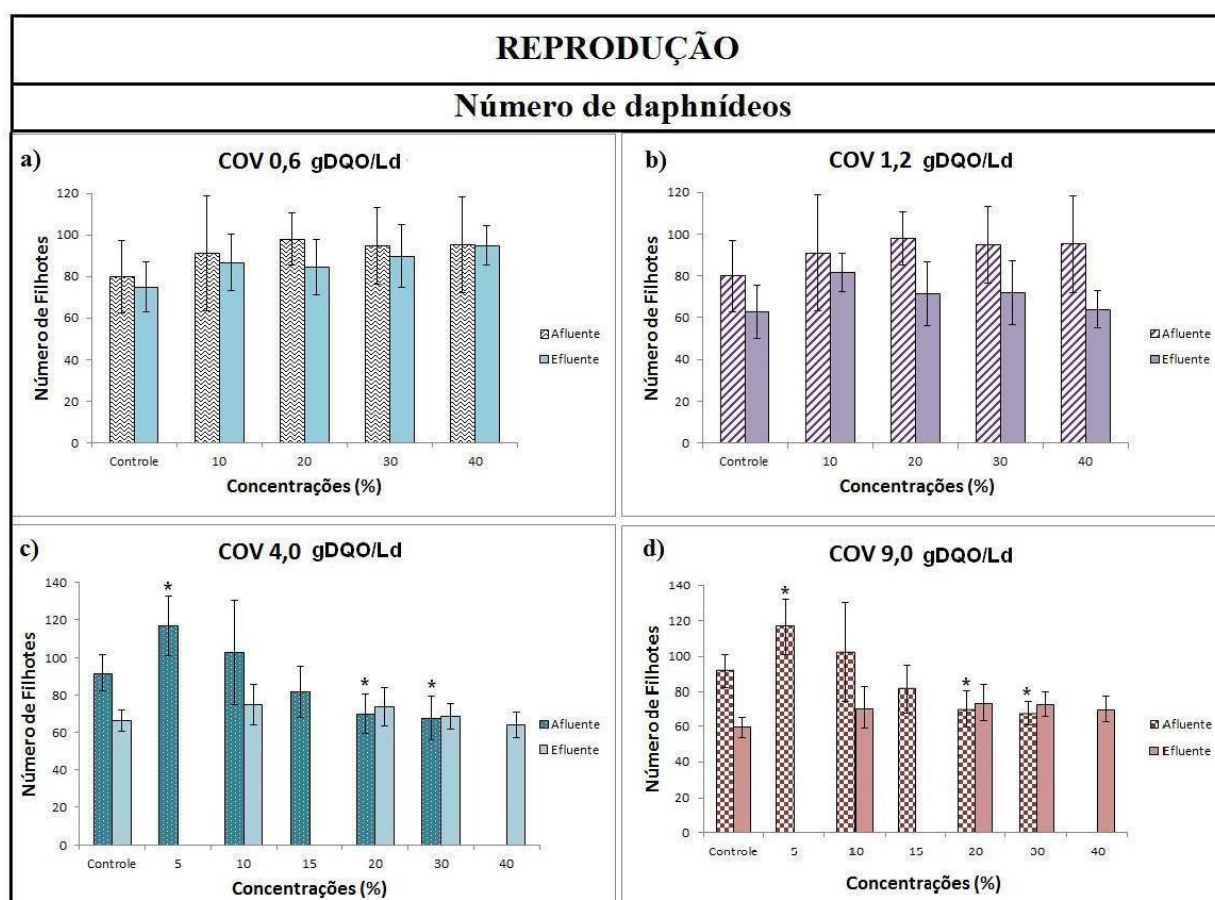 REPRODUÇÃO
Número de daphnídeos
a)
COV 0,6 gDQO/Ld
Número de Filhotes
120
100
80
60
40
20
0
Controle 10 20 30 40
Concentrações (%)
Afluente
Efluente
b)
COV 1,2 gDQO/Ld
Número de Filhotes
120
100
80
60
40
20
0
Controle 10 20 30 40
Concentrações (%)
Afluente
Efluente
c)
COV 4,0 gDQO/Ld
Número de Filhotes
140
120
100
80
60
40
20
0
* * *
Controle 5 10 15 20 30 40
Concentrações (%)
Afluente
Efluente
d)
COV 9,0 gDQO/Ld
Número de Filhotes
140
120
100
80
60
40
20
0
* * *
Controle 5 10 15 20 30 40
Concentrações (%)
Afluente
Efluente